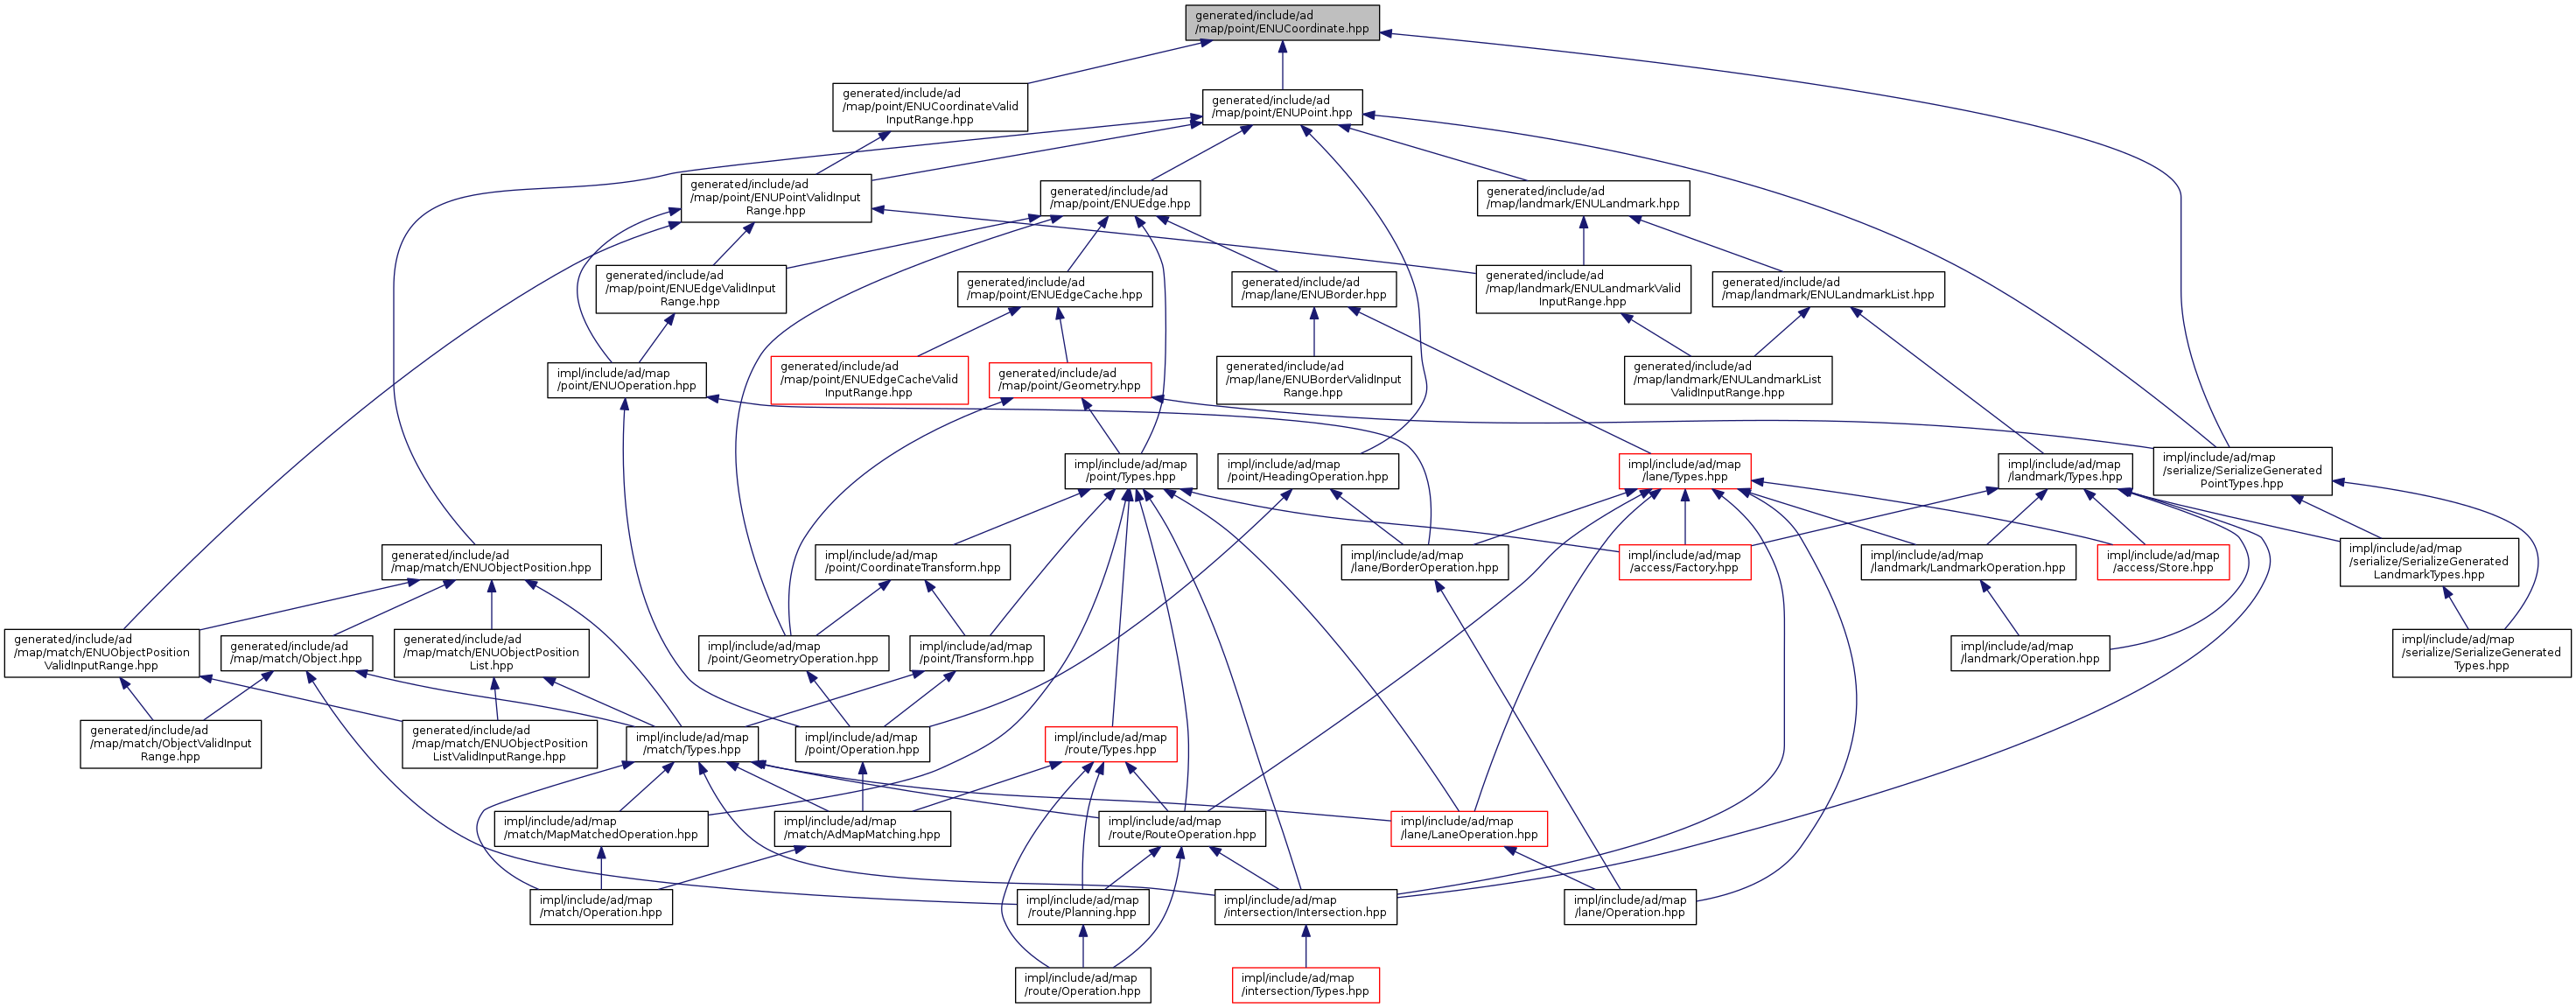 generated/include/ad
/map/point/ENUCoordinate.hpp
generated/include/ad
/map/point/ENUCoordinateValid
InputRange.hpp
generated/include/ad
/map/point/ENUPoint.hpp
generated/include/ad
/map/point/ENUPointValidInput
Range.hpp
generated/include/ad
/map/point/ENUEdge.hpp
generated/include/ad
/map/landmark/ENULandmark.hpp
generated/include/ad
/map/point/ENUEdgeValidInput
Range.hpp
generated/include/ad
/map/point/ENUEdgeCache.hpp
generated/include/ad
/map/lane/ENUBorder.hpp
generated/include/ad
/map/landmark/ENULandmarkValid
InputRange.hpp
generated/include/ad
/map/landmark/ENULandmarkList.hpp
impl/include/ad/map
/point/ENUOperation.hpp
generated/include/ad
/map/point/ENUEdgeCacheValid
InputRange.hpp
generated/include/ad
/map/point/Geometry.hpp
generated/include/ad
/map/lane/ENUBorderValidInput
Range.hpp
generated/include/ad
/map/landmark/ENULandmarkList
ValidInputRange.hpp
impl/include/ad/map
/point/Types.hpp
impl/include/ad/map
/point/HeadingOperation.hpp
impl/include/ad/map
/lane/Types.hpp
impl/include/ad/map
/landmark/Types.hpp
impl/include/ad/map
/serialize/SerializeGenerated
PointTypes.hpp
generated/include/ad
/map/match/ENUObjectPosition.hpp
impl/include/ad/map
/point/CoordinateTransform.hpp
impl/include/ad/map
/lane/BorderOperation.hpp
impl/include/ad/map
/access/Factory.hpp
impl/include/ad/map
/landmark/LandmarkOperation.hpp
impl/include/ad/map
/access/Store.hpp
impl/include/ad/map
/serialize/SerializeGenerated
LandmarkTypes.hpp
generated/include/ad
/map/match/ENUObjectPosition
ValidInputRange.hpp
generated/include/ad
/map/match/Object.hpp
generated/include/ad
/map/match/ENUObjectPosition
List.hpp
impl/include/ad/map
/point/GeometryOperation.hpp
impl/include/ad/map
/point/Transform.hpp
impl/include/ad/map
/landmark/Operation.hpp
impl/include/ad/map
/serialize/SerializeGenerated
Types.hpp
generated/include/ad
/map/match/ObjectValidInput
Range.hpp
generated/include/ad
/map/match/ENUObjectPosition
ListValidInputRange.hpp
impl/include/ad/map
/match/Types.hpp
impl/include/ad/map
/point/Operation.hpp
impl/include/ad/map
/route/Types.hpp
impl/include/ad/map
/match/MapMatchedOperation.hpp
impl/include/ad/map
/match/AdMapMatching.hpp
impl/include/ad/map
/route/RouteOperation.hpp
impl/include/ad/map
/lane/LaneOperation.hpp
impl/include/ad/map
/match/Operation.hpp
impl/include/ad/map
/route/Planning.hpp
impl/include/ad/map
/intersection/Intersection.hpp
impl/include/ad/map
/lane/Operation.hpp
impl/include/ad/map
/route/Operation.hpp
impl/include/ad/map
/intersection/Types.hpp